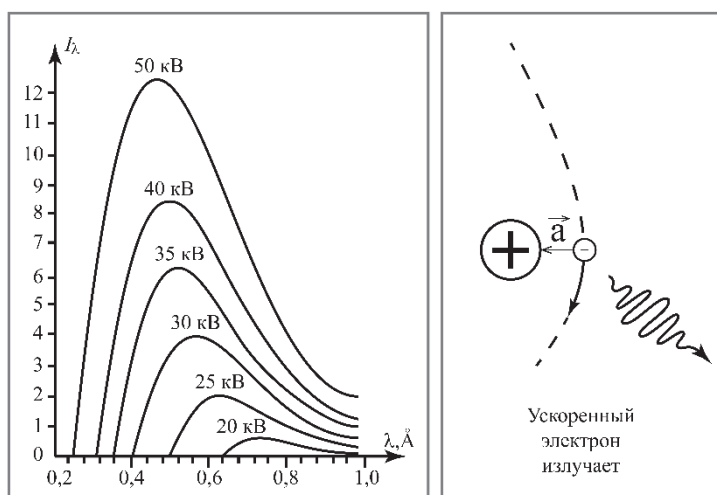 Iλ
50 кВ
12
11
10
9
40 кВ
8
7
35 кВ
6
5
30 кВ
4
3
25 кВ
2
20 кВ
1
λ, Å
0
0,2
0,4
0,6
0,8
1,0
a
+
−
Ускоренный
электрон
излучает